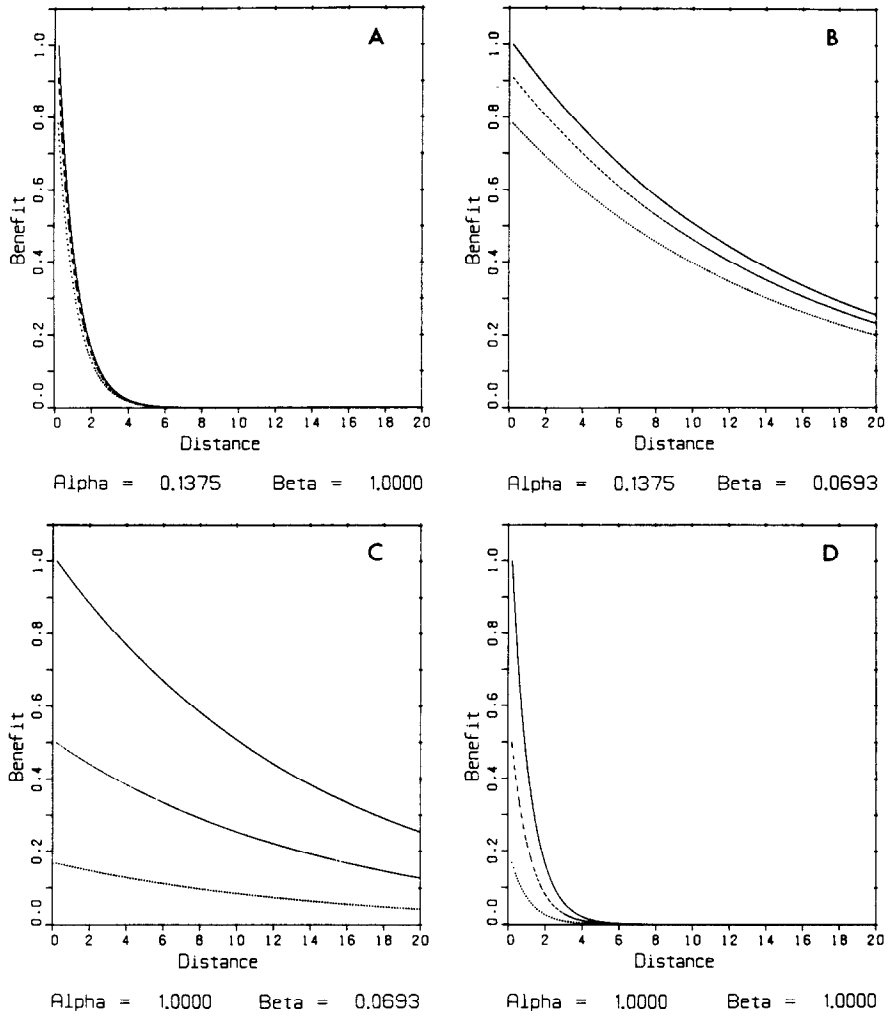 A
Benefit
0.0 0.2 0.4 0.6 0.8 1.0
0 2 4 6 8 10 12 14 16 18 20
Distance
Alpha = 0.1375 Beta = 1.0000
B
Benefit
0.0 0.2 0.4 0.6 0.8 1.0
0 2 4 6 8 10 12 14 16 18 20
Distance
Alpha = 0.1375 Beta = 0.0693
C
Benefit
0.0 0.2 0.4 0.6 0.8 1.0
0 2 4 6 8 10 12 14 16 18 20
Distance
Alpha = 1.0000 Beta = 0.0693
D
Benefit
0.0 0.2 0.4 0.6 0.8 1.0
0 2 4 6 8 10 12 14 16 18 20
Distance
Alpha = 1.0000 Beta = 1.0000